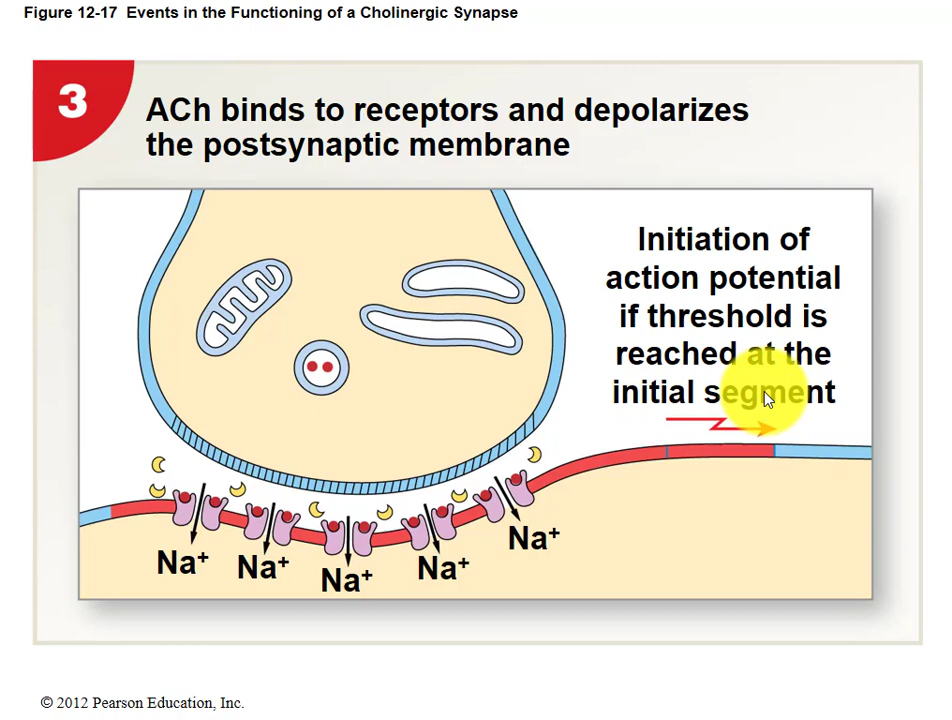 Figure 12-17 Events in the Functioning of a Cholinergic Synapse
3
ACh binds to receptors and depolarizes
the postsynaptic membrane
Initiation of
action potential
if threshold is
reached at the
initial segment
Na+
Na+
Na+
Na+
Na+
© 2012 Pearson Education, Inc.